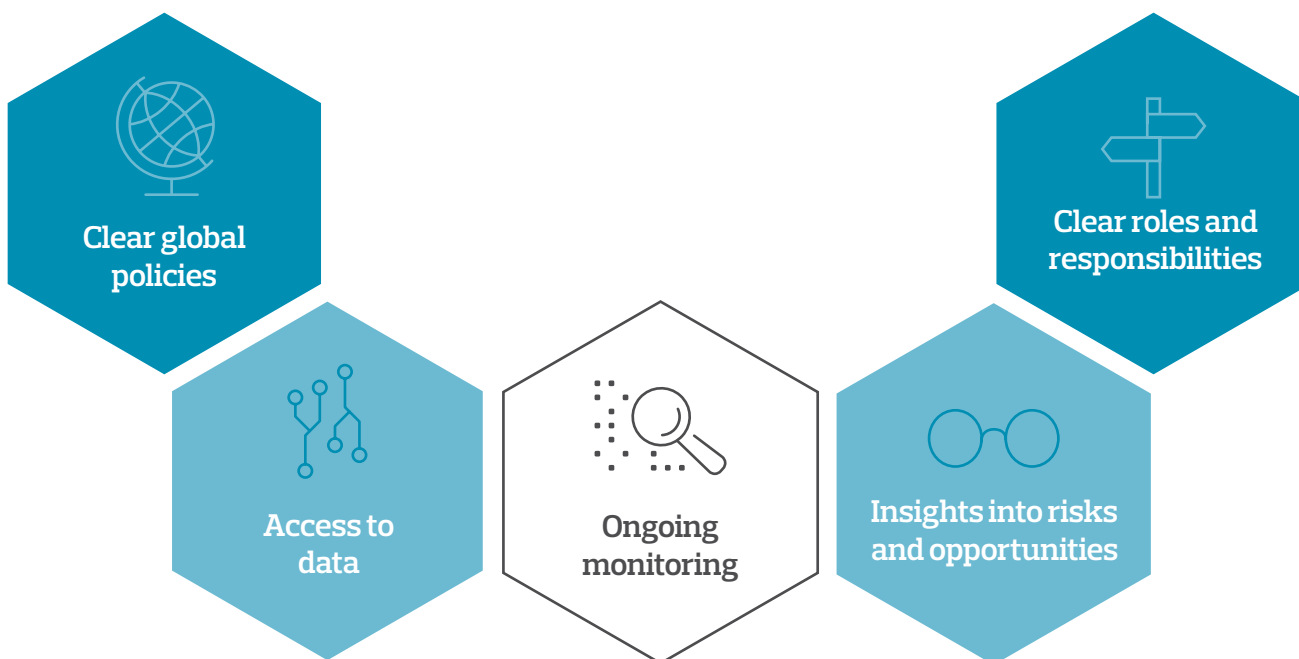 Clear global
policies
Access to
data
Ongoing
monitoring
Insights into risks
and opportunities
Clear roles and
responsibilities